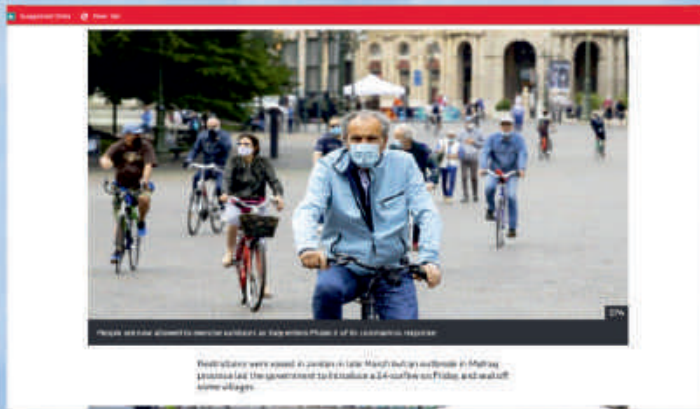 Suggested Sites
EPA
People are now allowed to exercise outdoors as Italy enters Phase 2 of its coronavirus response
Restrictions were eased in Jordan in late March but an outbreak in Mafraq
province led the government to introduce a 24-curfew on Friday, and seal off
some villages.